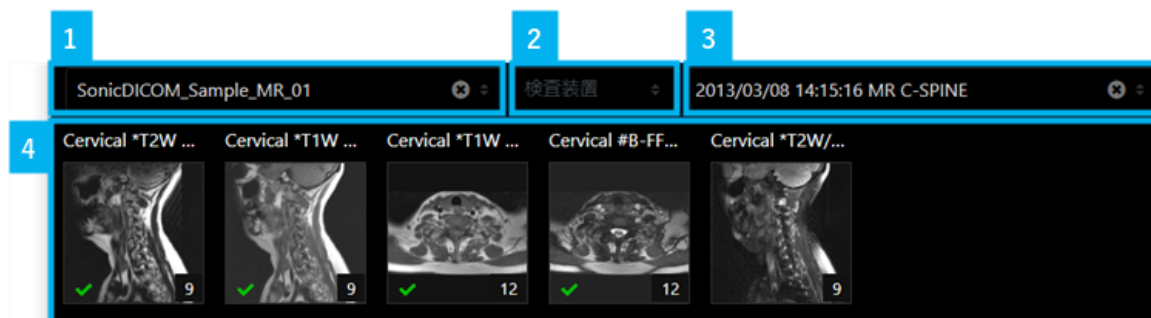 1
2
3
SonicDICOM_Sample_MR_01
検査装置
2013/03/08 14:15:16 MR C-SPINE
4
Cervical *T2W ...
Cervical *T1W ...
Cervical *T1W ...
Cervical #B-FF...
Cervical *T2W/...
9
9
12
12
9